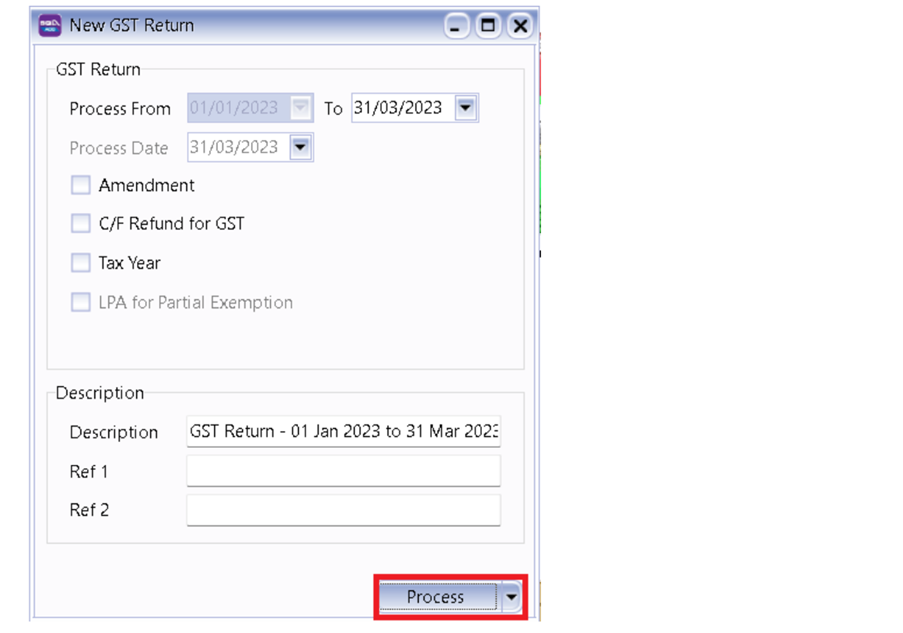 New GST Return
GST Return
Process From 01/01/2023 To 31/03/2023
Process Date 31/03/2023
Amendment
C/F Refund for GST
Tax Year
LPA for Partial Exemption
Description
Description GST Return - 01 Jan 2023 to 31 Mar 2023
Ref 1
Ref 2
Process